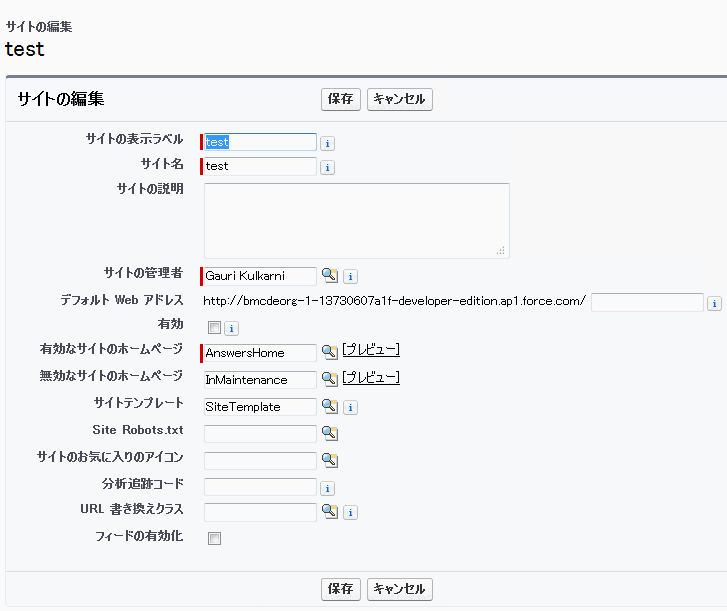 サイトの編集
test
サイトの編集 保存 キャンセル
サイトの表示ラベル test
サイト名 test
サイトの説明
サイトの管理者 Gauri Kulkarni
デフォルト Web アドレス http://bmcdeorg-1-13730607a1f-developer-edition.ap1.force.com/
有効
有効なサイトのホームページ AnswersHome [プレビュー]
無効なサイトのホームページ InMaintenance [プレビュー]
サイトテンプレート SiteTemplate
Site Robots.txt
サイトのお気に入りのアイコン
分析追跡コード
URL 書き換えクラス
フィードの有効化
保存 キャンセル